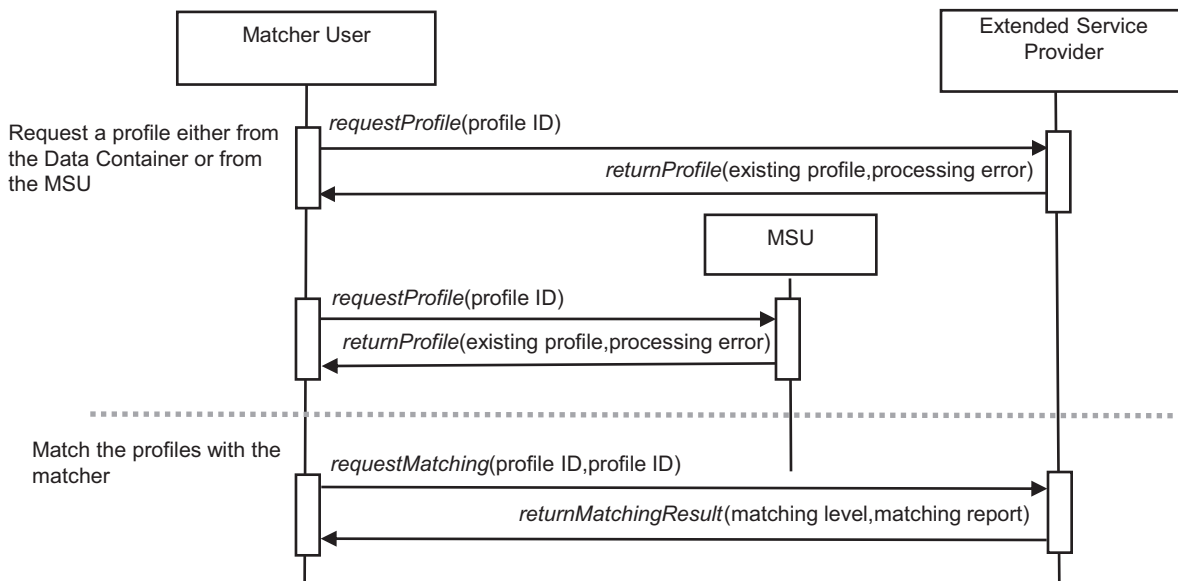 Matcher User
Extended Service
Provider
Request a profile either from
the Data Container or from
the MSU
requestProfile(profile ID)
returnProfile(existing profile,processing error)
MSU
requestProfile(profile ID)
returnProfile(existing profile,processing error)
Match the profiles with the
matcher
requestMatching(profile ID,profile ID)
returnMatchingResult(matching level,matching report)